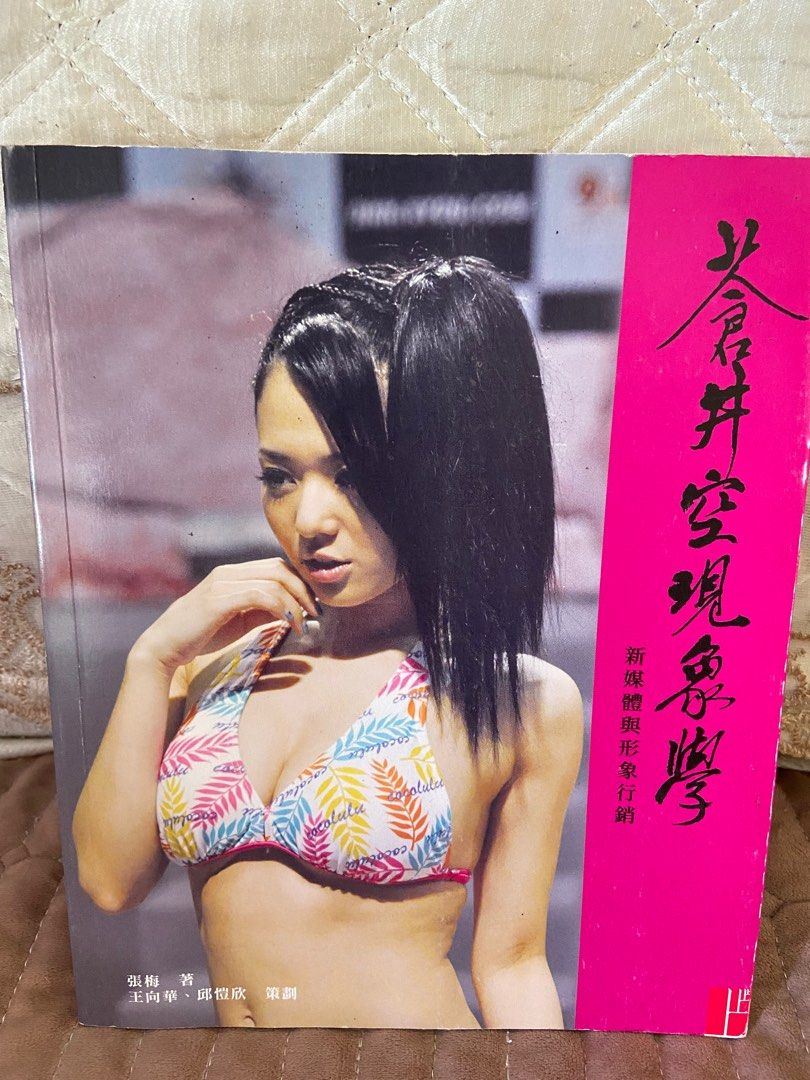 蒼井空現象學
新媒體與形象行銷
張梅 著
王向華、邱愷欣 策劃